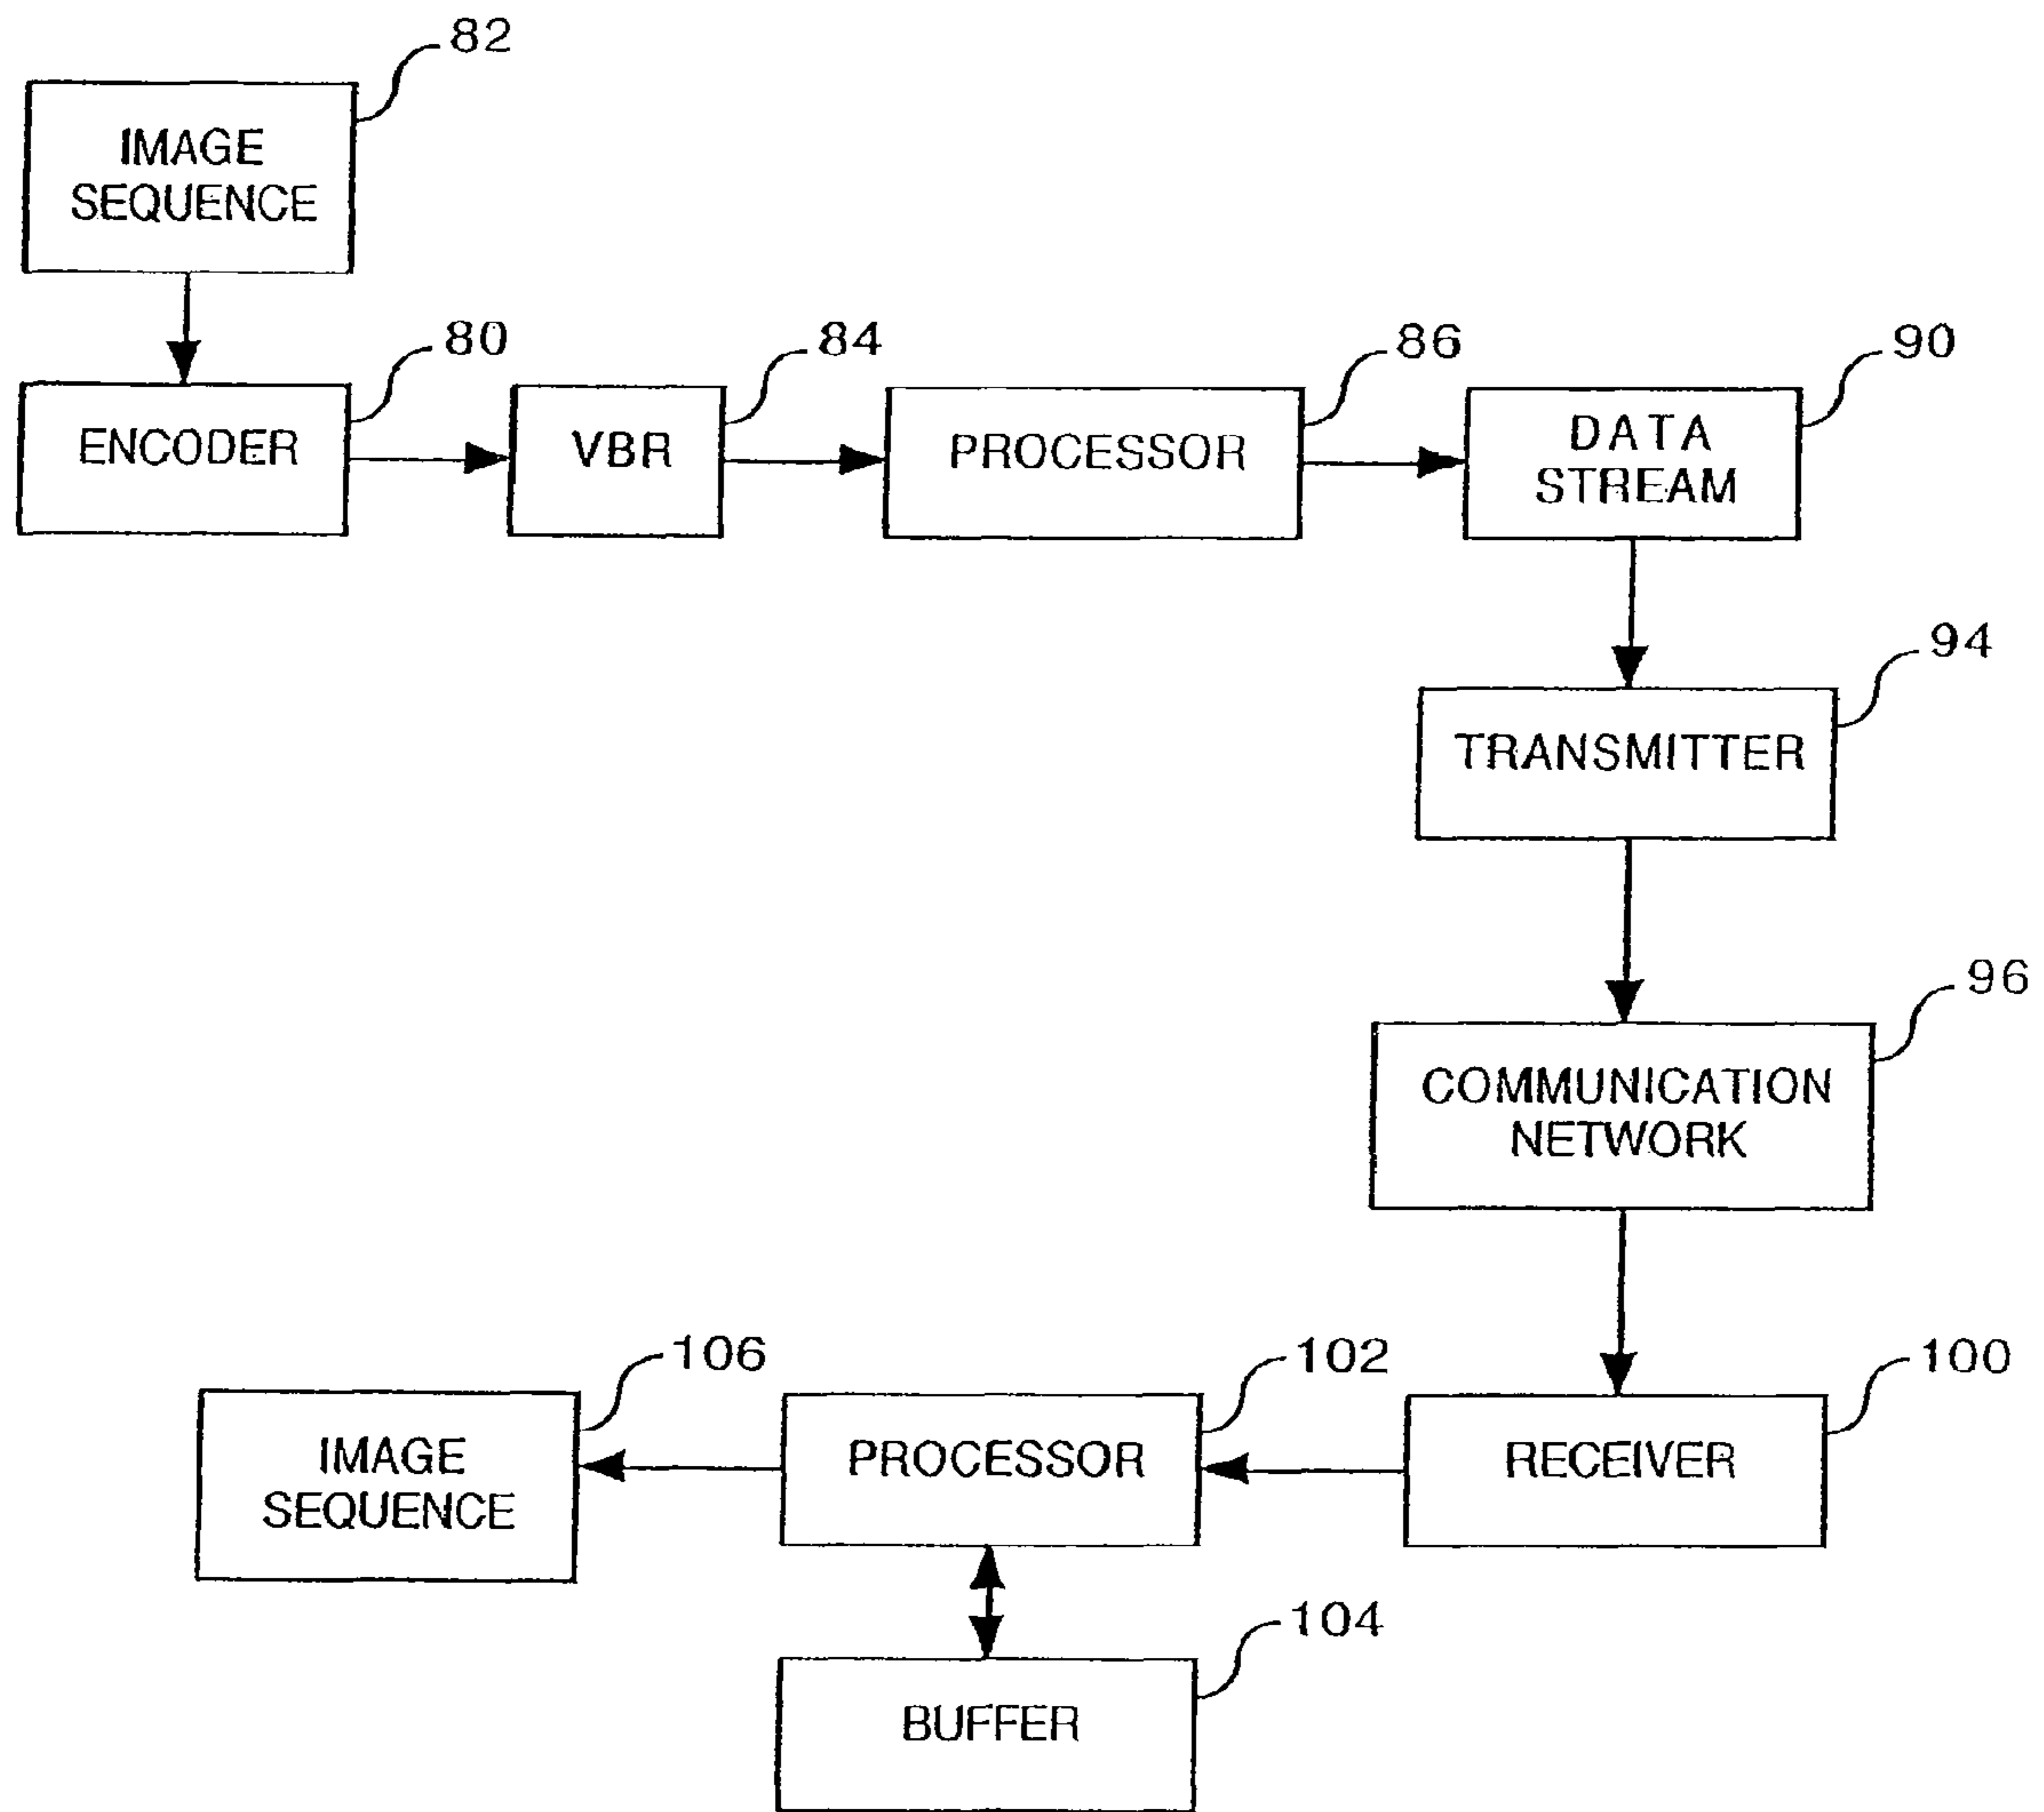 82
IMAGE
SEQUENCE
80
84
86
90
ENCODER
VBR
PROCESSOR
DATA
STREAM
94
TRANSMITTER
96
COMMUNICATION
NETWORK
106
102
100
IMAGE
SEQUENCE
PROCESSOR
RECEIVER
104
BUFFER